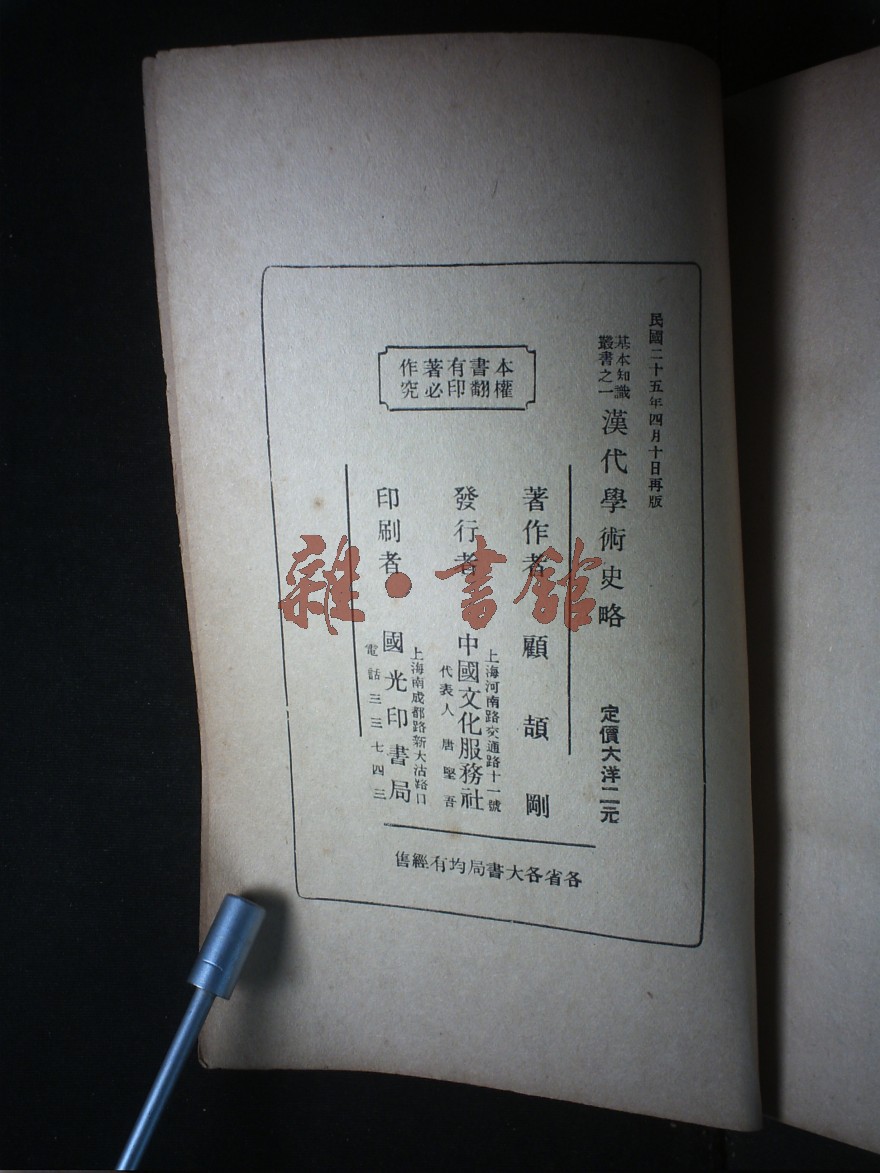 民國二十五年四月十日再版
基本知識
叢書之一
漢代學術史略
定價大洋二元
著作者 顧頡剛
發行者
上海河南路交通路十一號
中國文化服務社
代表人 唐堅吾
印刷者
上海南成都路新大沽路口
國光印書局
電話三三七四三
本書有著作
權翻印必究
各省各大書局均有經售
雜·書館